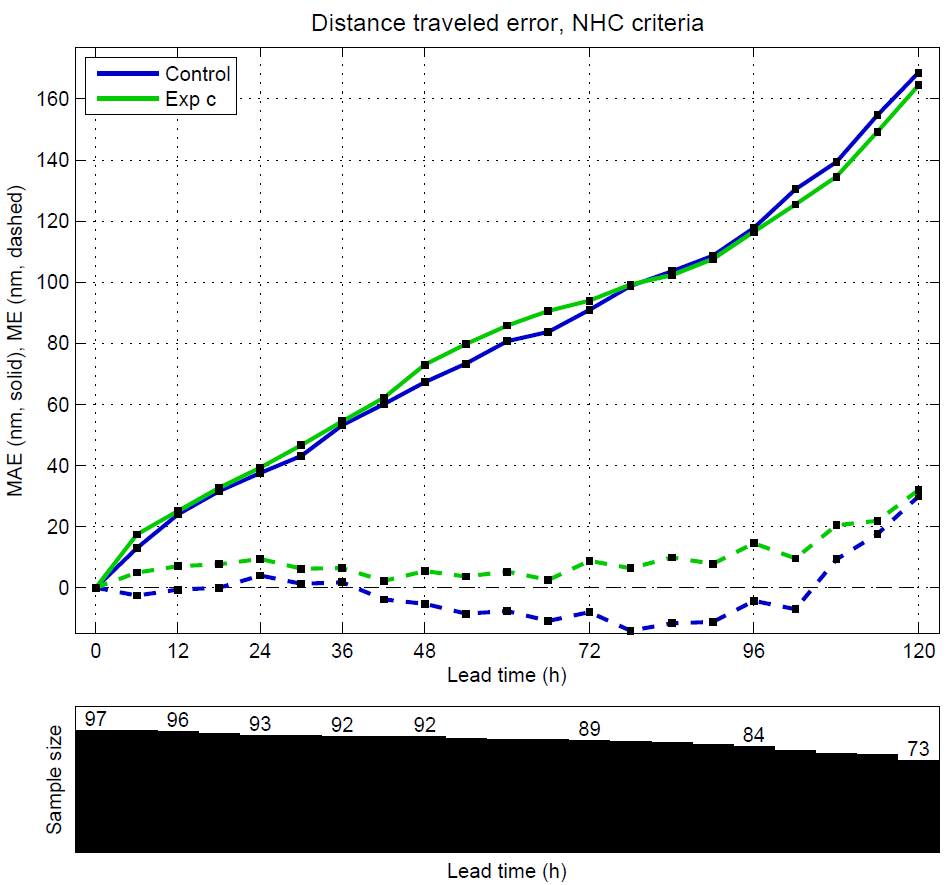 Distance traveled error, NHC criteria
Control
Exp c
MAE (nm, solid), ME (nm, dashed)
160
140
120
100
80
60
40
20
0
0 12 24 36 48 72 96 120
Lead time (h)
Sample size
97 96 93 92 92 89 84 73
Lead time (h)